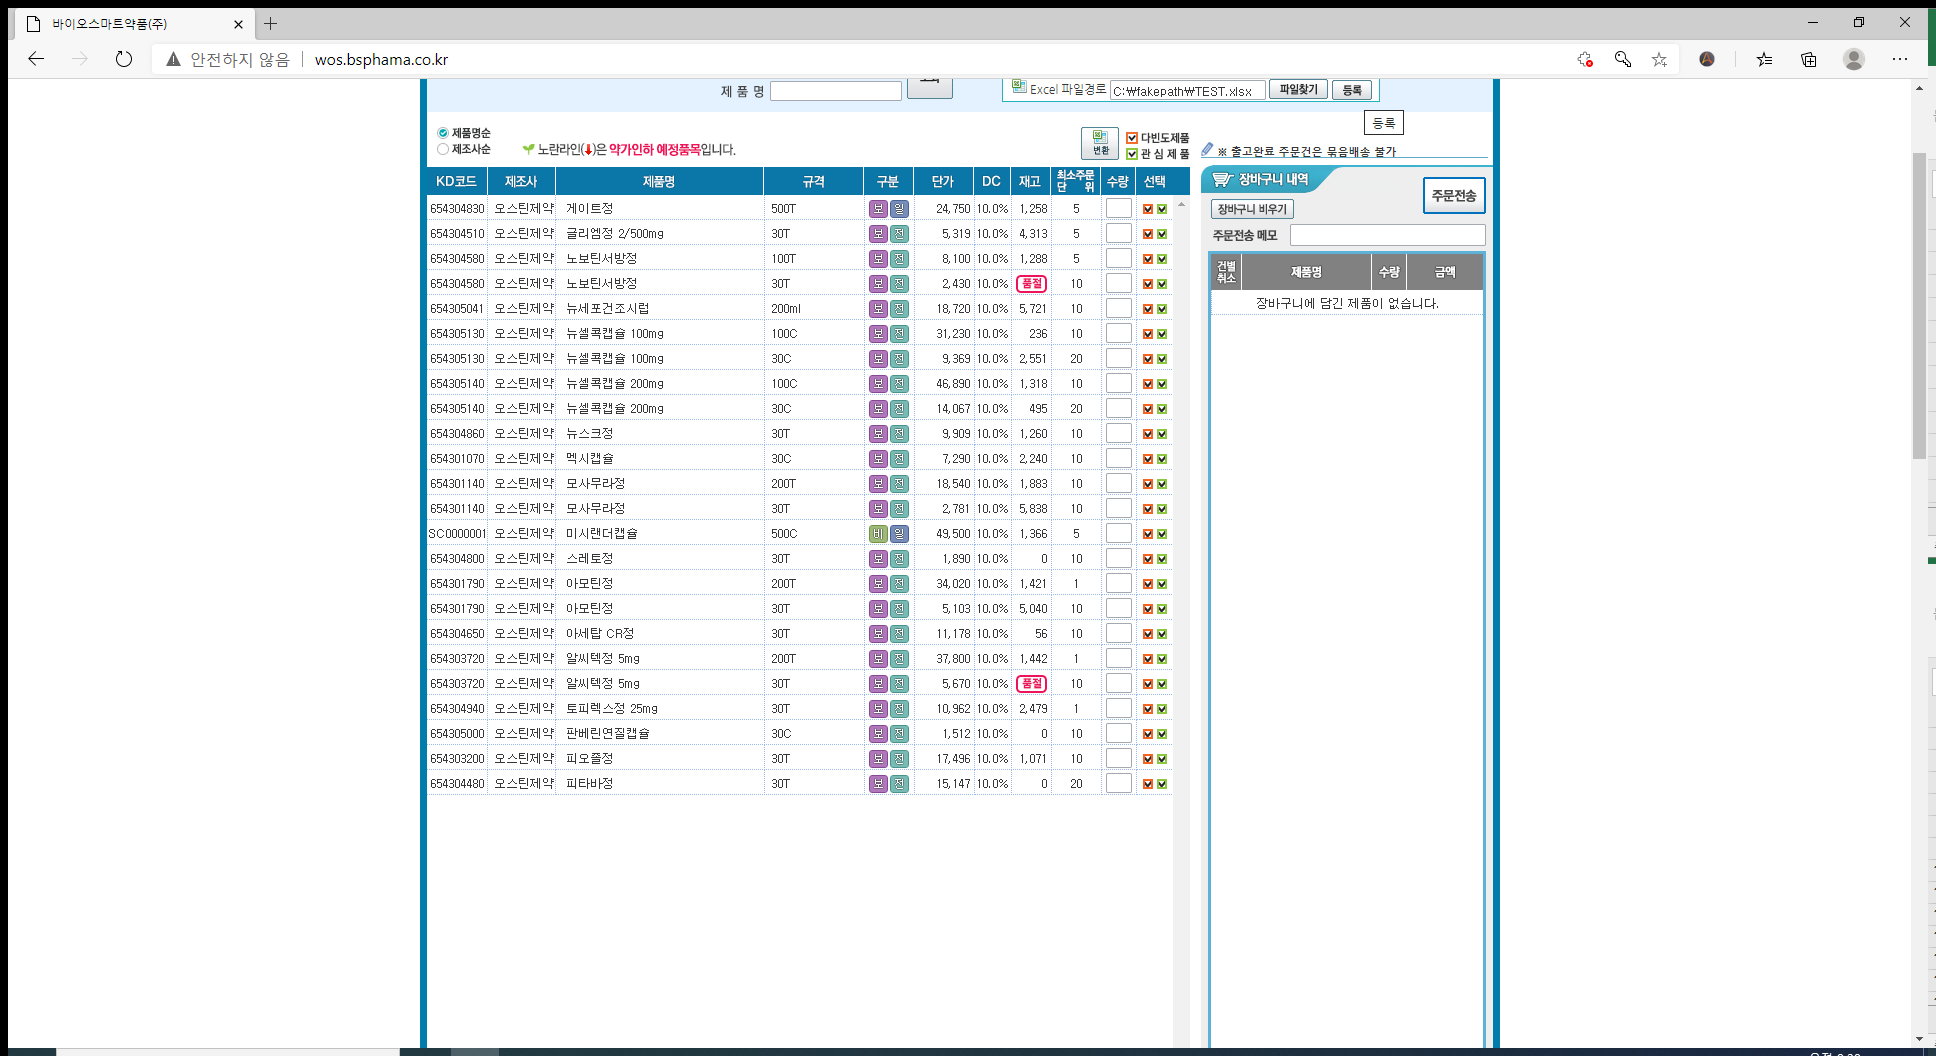 바이오스마트약품(주)
안전하지 않음 wos.bsphama.co.kr
제 품 명
Excel 파일경로 C:₩fakepath₩TEST.xlsx 파일찾기 등록
등록
제품명순
제조사순
노란라인(↓)은 약가인하 예정품목입니다.
변환
다빈도제품
관 심 제 품
※ 출고완료 주문건은 묶음배송 불가
KD코드 제조사 제품명 규격 구분 단가 DC 재고 최소주문단위 수량 선택
654304830 오스틴제약 게이트정 500T 보 일 24,750 10.0% 1,258 5
654304510 오스틴제약 글리엠정 2/500mg 30T 보 전 5,319 10.0% 4,313 5
654304580 오스틴제약 노보틴서방정 100T 보 전 8,100 10.0% 1,288 5
654304580 오스틴제약 노보틴서방정 30T 보 전 2,430 10.0% 품절 10
654305041 오스틴제약 뉴세포건조시럽 200ml 보 전 18,720 10.0% 5,721 10
654305130 오스틴제약 뉴셀콕캡슐 100mg 100C 보 전 31,230 10.0% 236 10
654305130 오스틴제약 뉴셀콕캡슐 100mg 30C 보 전 9,369 10.0% 2,551 20
654305140 오스틴제약 뉴셀콕캡슐 200mg 100C 보 전 46,890 10.0% 1,318 10
654305140 오스틴제약 뉴셀콕캡슐 200mg 30C 보 전 14,067 10.0% 495 20
654304860 오스틴제약 뉴스크정 30T 보 전 9,909 10.0% 1,260 10
654301070 오스틴제약 멕시캡슐 30C 보 전 7,290 10.0% 2,240 10
654301140 오스틴제약 모사무라정 200T 보 전 18,540 10.0% 1,883 10
654301140 오스틴제약 모사무라정 30T 보 전 2,781 10.0% 5,838 10
SC0000001 오스틴제약 미시랜더캡슐 500C 비 일 49,500 10.0% 1,366 5
654304800 오스틴제약 스레토정 30T 보 전 1,890 10.0% 0 10
654301790 오스틴제약 아모틴정 200T 보 전 34,020 10.0% 1,421 1
654301790 오스틴제약 아모틴정 30T 보 전 5,103 10.0% 5,040 10
654304650 오스틴제약 아세탑 CR정 30T 보 전 11,178 10.0% 56 10
654303720 오스틴제약 알씨텍정 5mg 200T 보 전 37,800 10.0% 1,442 1
654303720 오스틴제약 알씨텍정 5mg 30T 보 전 5,670 10.0% 품절 10
654304940 오스틴제약 토피렉스정 25mg 30T 보 전 10,962 10.0% 2,479 1
654305000 오스틴제약 판베린연질캡슐 30C 보 전 1,512 10.0% 0 10
654303200 오스틴제약 피오졸정 30T 보 전 17,496 10.0% 1,071 10
654304480 오스틴제약 피타바정 30T 보 전 15,147 10.0% 0 20
장바구니 내역
주문전송
장바구니 비우기
주문전송 메모
건별취소 제품명 수량 금액
장바구니에 담긴 제품이 없습니다.